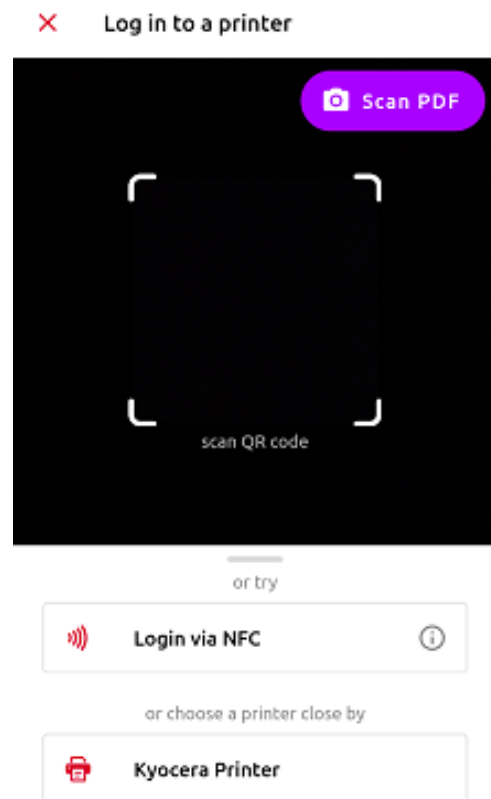 Log in to a printer
Scan PDF
scan QR code
or try
Login via NFC
or choose a printer close by
Kyocera Printer